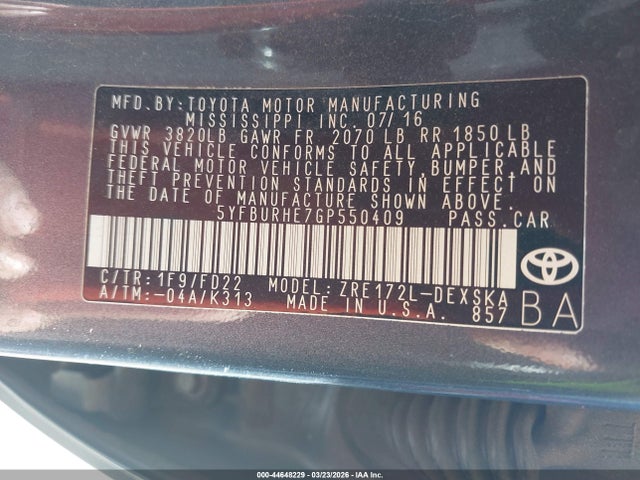 MFD.BY:TOYOTA MOTOR MANUFACTURING
MISSISSIPPI INC. 07/16
GVWR 3820LB GAWR FR 2070 LB RR 1850 LB
THIS VEHICLE CONFORMS TO ALL APPLICABLE
FEDERAL MOTOR VEHICLE SAFETY,BUMPER,AND
THEFT PREVENTION STANDARDS IN EFFECT ON
THE DATE OF MANUFACTURE SHOWN ABOVE.
5YFBURHE7GP550409 PASS.CAR
C/TR:1F9/FD22 MODEL: ZRE172L-DEXSKA
A/TM:-04A/K313 U.S.A. 857
BA
000-44648229 - 03/23/2026 - IAA Inc.